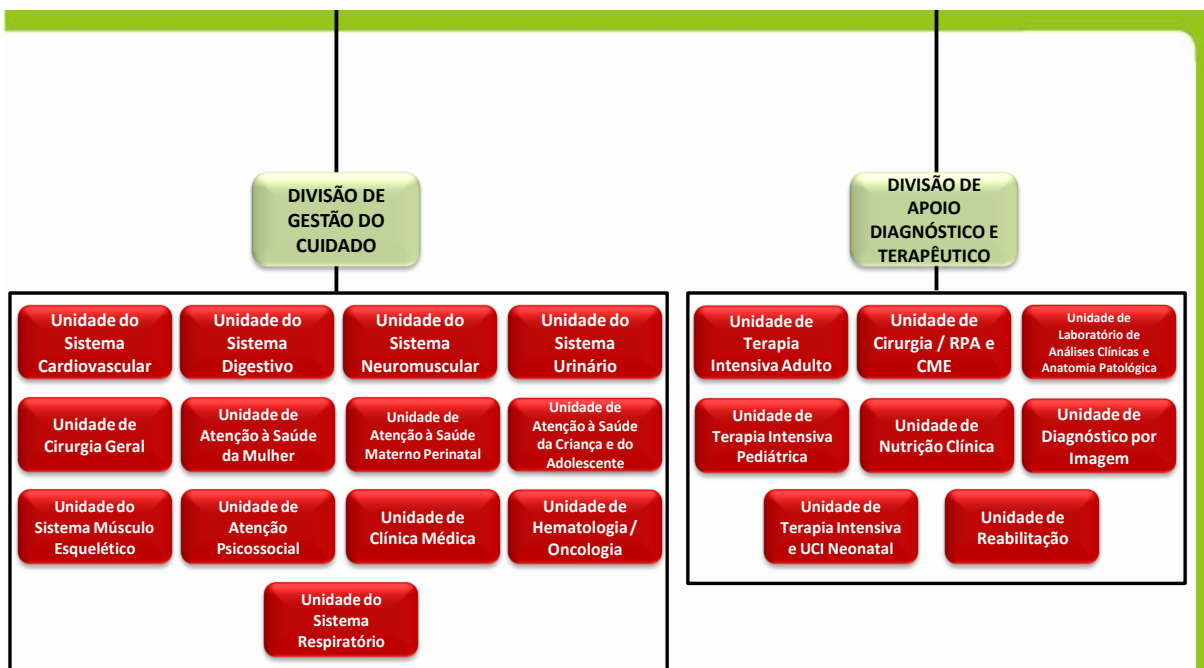 DIVISÃO DE
GESTÃO DO
CUIDADO
DIVISÃO DE
APOIO
DIAGNÓSTICO E
TERAPÊUTICO
Unidade do
Sistema
Cardiovascular
Unidade do
Sistema
Digestivo
Unidade do
Sistema
Neuromuscular
Unidade do
Sistema
Urinário
Unidade de
Cirurgia Geral
Unidade de
Atenção à Saúde
da Mulher
Unidade de
Atenção à Saúde
Materno Perinatal
Unidade de
Atenção à Saúde
da Criança e do
Adolescente
Unidade do
Sistema Músculo
Esquelético
Unidade de
Atenção
Psicossocial
Unidade de
Clínica Médica
Unidade de
Hematologia /
Oncologia
Unidade do
Sistema
Respiratório
Unidade de
Terapia
Intensiva Adulto
Unidade de
Cirurgia / RPA e
CME
Unidade de
Laboratório de
Análises Clínicas e
Anatomia Patológica
Unidade de
Terapia Intensiva
Pediátrica
Unidade de
Nutrição Clínica
Unidade de
Diagnóstico por
Imagem
Unidade de
Terapia Intensiva
e UCI Neonatal
Unidade de
Reabilitação